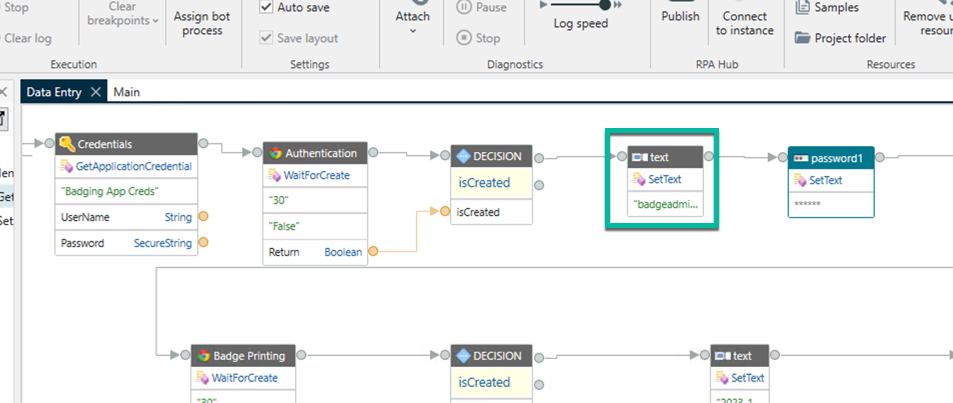 Stop
Clear log
Clear
breakpoints
Assign bot
process
Execution
Auto save
Save layout
Settings
Attach
Pause
Stop
Log speed
Diagnostics
Publish
Connect
to instance
RPA Hub
Samples
Project folder
Remove
Resources
Data Entry
Main
Credentials
GetApplicationCredential
"Badging App Creds"
UserName String
Password SecureString
Authentication
WaitForCreate
"30"
"False"
Return Boolean
DECISION
isCreated
isCreated
text
SetText
"badgeadmi...
password1
SetText
******
Badge Printing
WaitForCreate
"30"
DECISION
isCreated
text
SetText